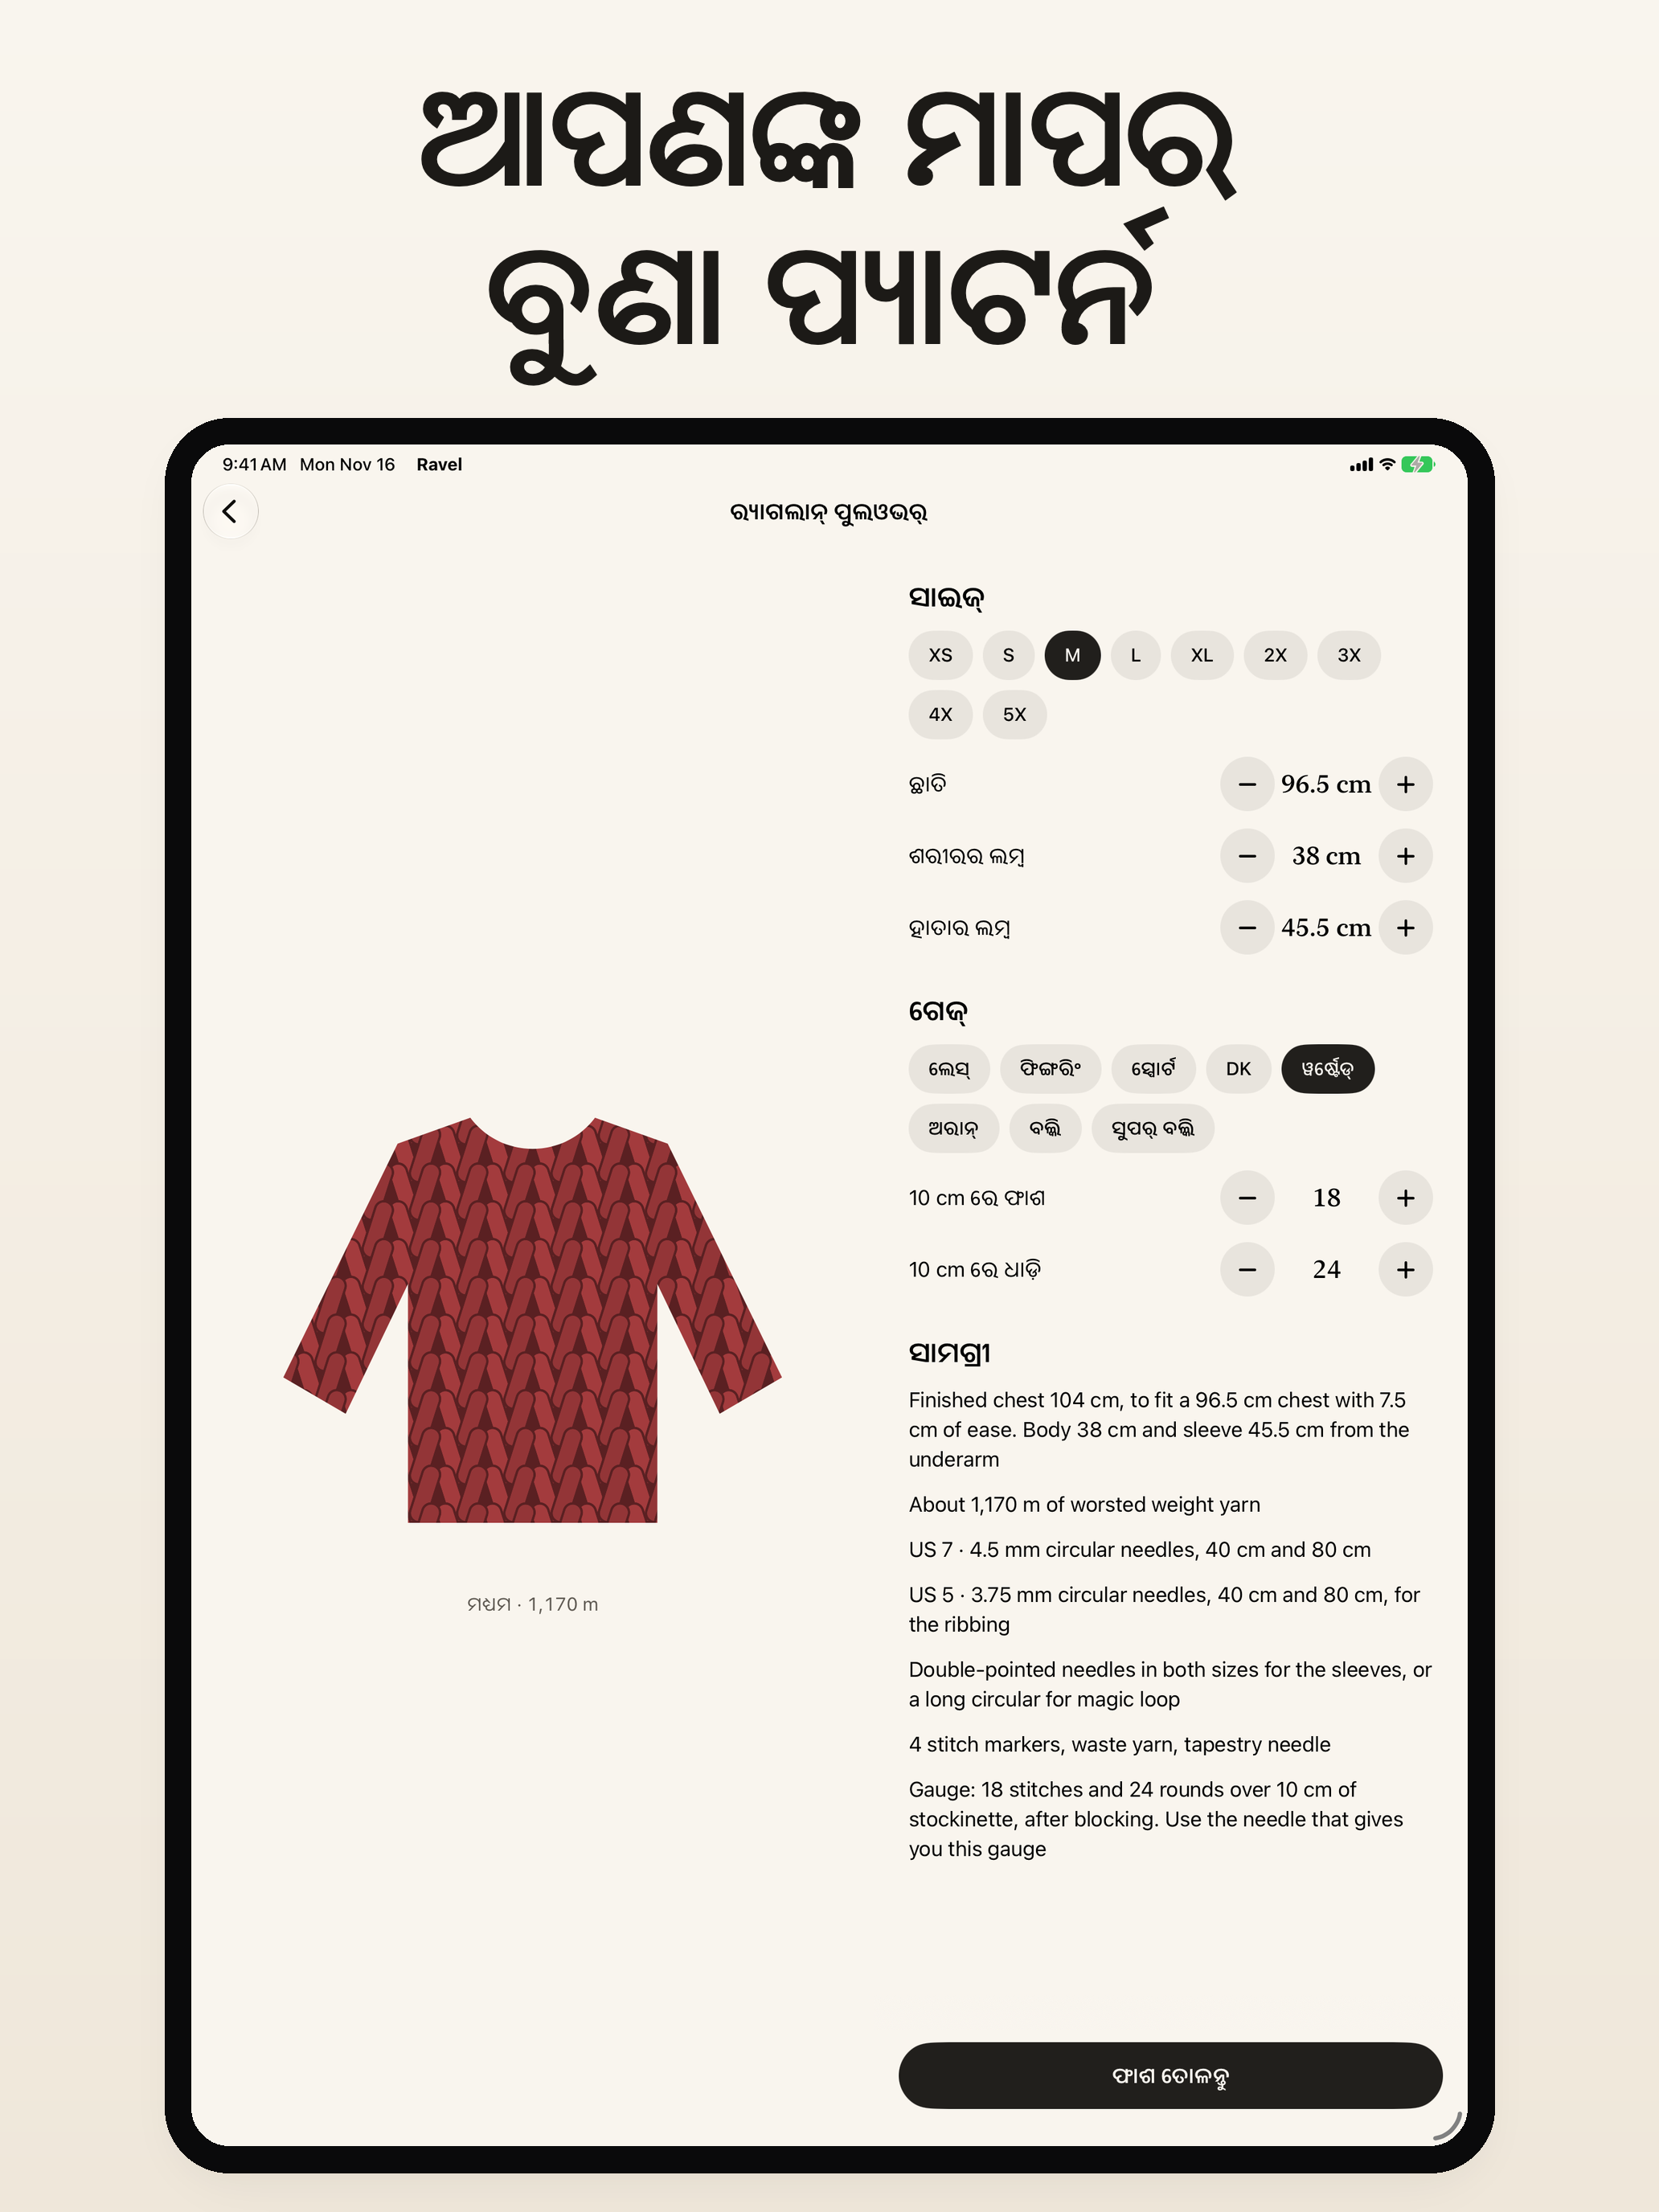 ଆପଣଙ୍କ ମାପର୍
ବୁଣା ପ୍ୟାଟର୍ନ
9:41 AM Mon Nov 16 Ravel
ର‍୍ୟାଗଲାନ୍ ପୁଲଓଭର୍
ସାଇଜ୍
XS S M L XL 2X 3X
4X 5X
ଛାତି 96.5 cm
ଶରୀରର ଲମ୍ବ 38 cm
ହାତାର ଲମ୍ବ 45.5 cm
ଗେଜ୍
ଲେସ୍ ଫିଙ୍ଗରିଂ ସ୍ପୋର୍ଟ DK ୱର୍ଷ୍ଟେଡ୍
ଅରାନ୍ ବଲ୍କି ସୁପର୍ ବଲ୍କି
10 cm ରେ ଫାଶ 18
10 cm ରେ ଧାଡ଼ି 24
ସାମଗ୍ରୀ
Finished chest 104 cm, to fit a 96.5 cm chest with 7.5
cm of ease. Body 38 cm and sleeve 45.5 cm from the
underarm
About 1,170 m of worsted weight yarn
US 7 · 4.5 mm circular needles, 40 cm and 80 cm
US 5 · 3.75 mm circular needles, 40 cm and 80 cm, for
the ribbing
Double-pointed needles in both sizes for the sleeves, or
a long circular for magic loop
4 stitch markers, waste yarn, tapestry needle
Gauge: 18 stitches and 24 rounds over 10 cm of
stockinette, after blocking. Use the needle that gives
you this gauge
ମଧ୍ୟମ · 1,170 m
ଫାଶ ତୋଳନ୍ତୁ